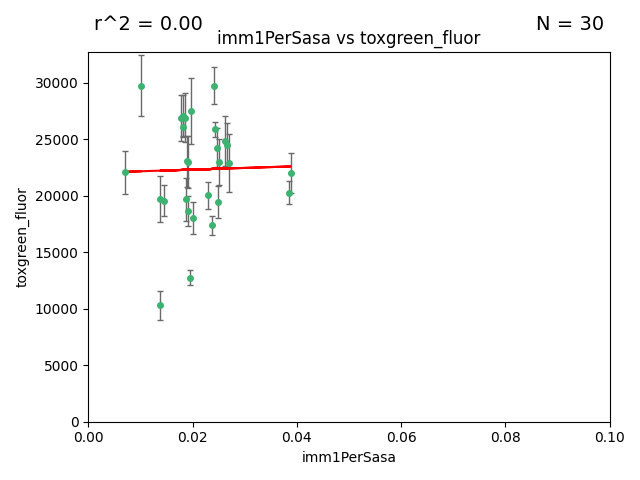 r^2 = 0.00
N = 30
imm1PerSasa vs toxgreen_fluor
30000
25000
20000
15000
10000
5000
0
toxgreen_fluor
0.00 0.02 0.04 0.06 0.08 0.10
imm1PerSasa